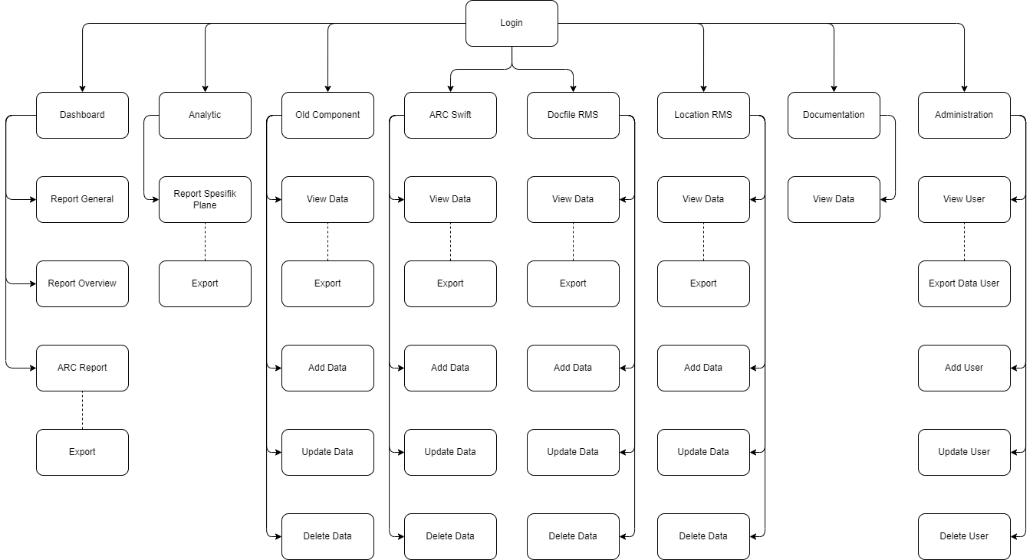 Login
Dashboard
Analytic
Old Component
ARC Swift
Docfile RMS
Location RMS
Documentation
Administration
Report General
Report Spesifik
Plane
View Data
View Data
View Data
View Data
View Data
View User
Report Overview
Export
Export
Export
Export
Export
Export Data User
ARC Report
Add Data
Add Data
Add Data
Add Data
Add User
Export
Update Data
Update Data
Update Data
Update Data
Update User
Delete Data
Delete Data
Delete Data
Delete Data
Delete User